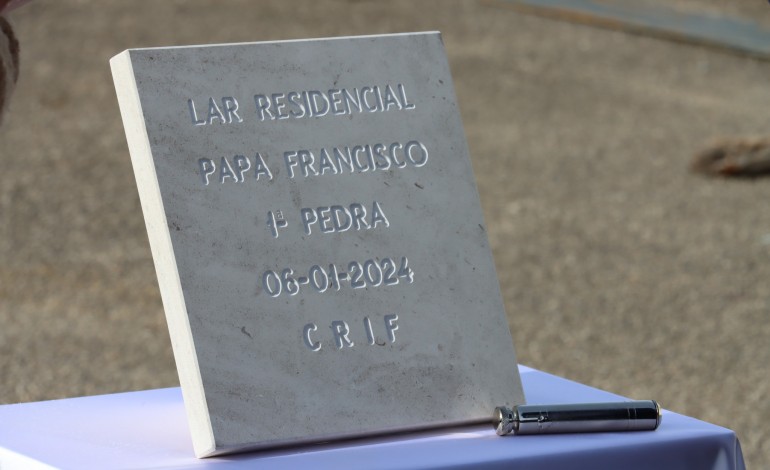 LAR RESIDENCIAL
PAPA FRANCISCO
1ª PEDRA
06-01-2024
C R I F